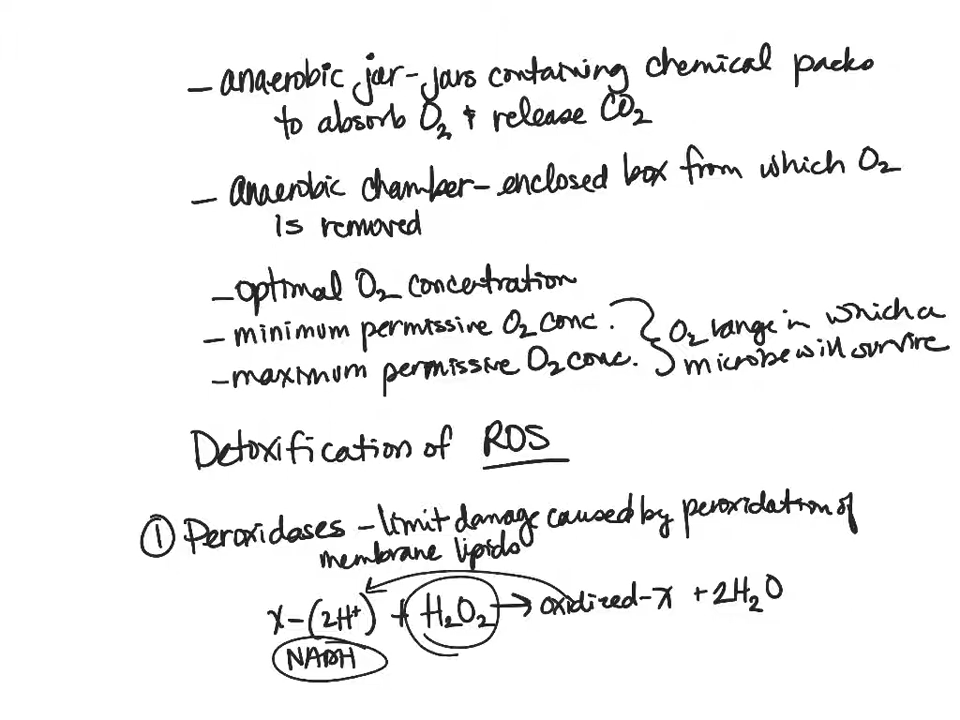 - anaerobic jar - jars containing chemical packs
to absorb O₂ & release CO₂
- anaerobic chamber - enclosed box from which O₂
is removed
- optimal O₂ concentration
- minimum permissive O₂ conc.
- maximum permissive O₂ conc.
} O₂ range in which a
microbe will survive
Detoxification of ROS
① Peroxidases - limit damage caused by peroxidation of
membrane lipids
X-(2H⁺) + H₂O₂ → oxidized-X + 2H₂O
NADH